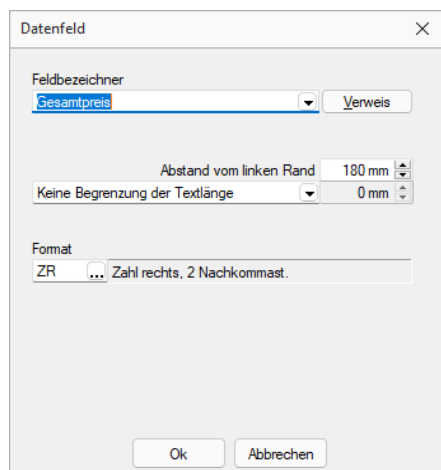 Datenfeld
Feldbezeichner
Gesamtpreis
Verweis
Abstand vom linken Rand 180 mm
Keine Begrenzung der Textlänge 0 mm
Format
ZR ... Zahl rechts, 2 Nachkommast.
Ok Abbrechen